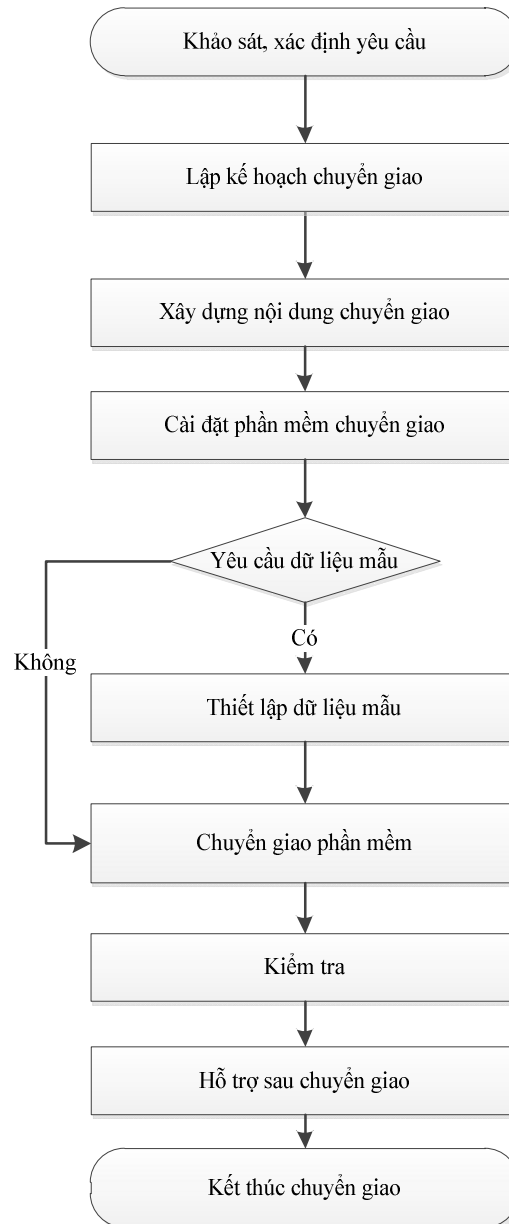 Khảo sát, xác định yêu cầu
Lập kế hoạch chuyển giao
Xây dựng nội dung chuyển giao
Cài đặt phần mềm chuyển giao
Yêu cầu dữ liệu mẫu
Có
Không
Thiết lập dữ liệu mẫu
Chuyển giao phần mềm
Kiểm tra
Hỗ trợ sau chuyển giao
Kết thúc chuyển giao